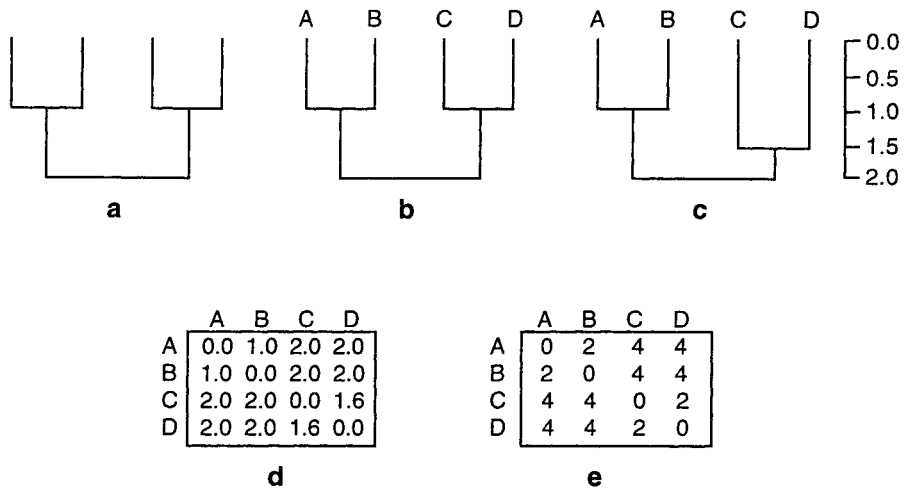 A B C D A B C D
0.0
0.5
1.0
1.5
2.0
a b c
A B C D
A 0.0 1.0 2.0 2.0
B 1.0 0.0 2.0 2.0
C 2.0 2.0 0.0 1.6
D 2.0 2.0 1.6 0.0
d
A B C D
A 0 2 4 4
B 2 0 4 4
C 4 4 0 2
D 4 4 2 0
e